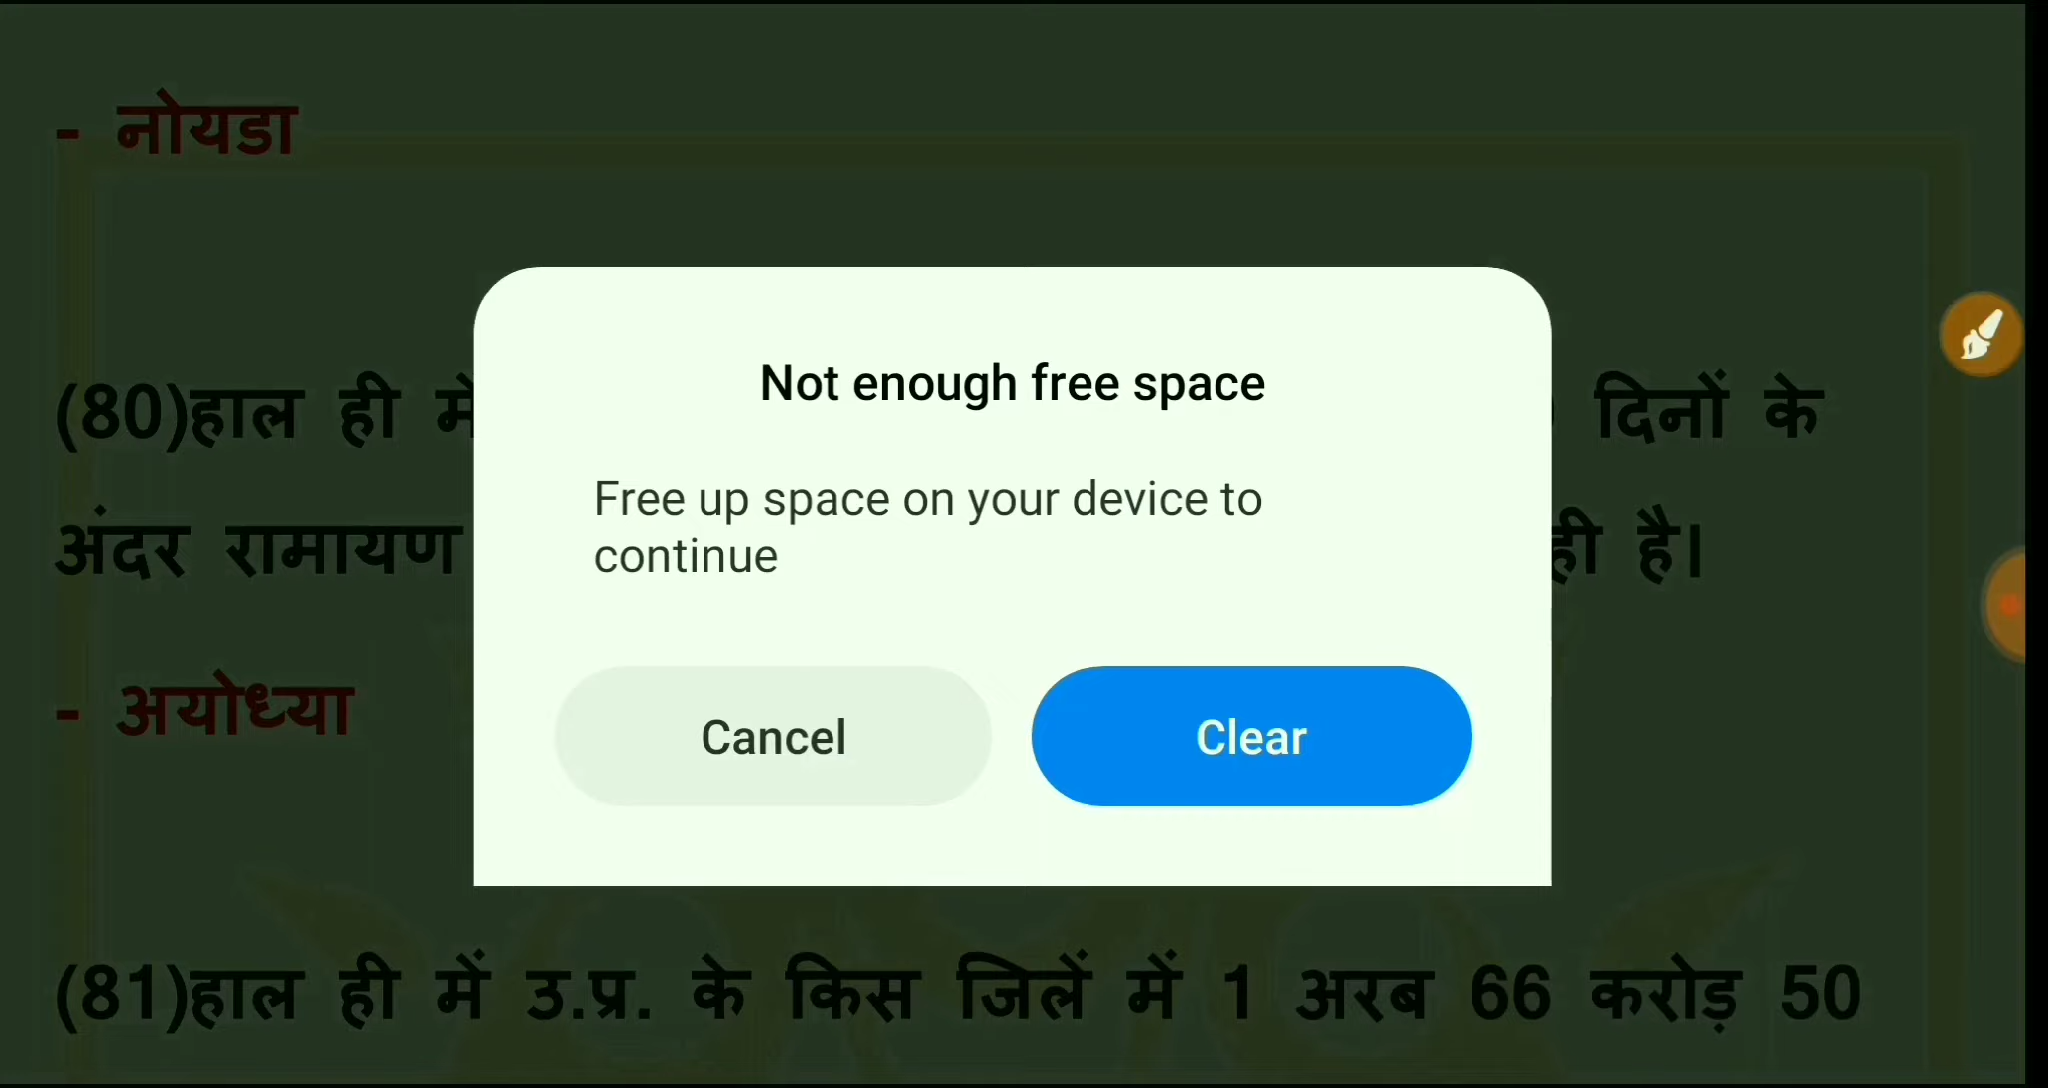 - नोयडा
(80)हाल ही में दिनों के
अंदर रामायण ही है।
- अयोध्या
Not enough free space
Free up space on your device to
continue
Cancel
Clear
(81)हाल ही में उ.प्र. के किस जिलें में 1 अरब 66 करोड़ 50